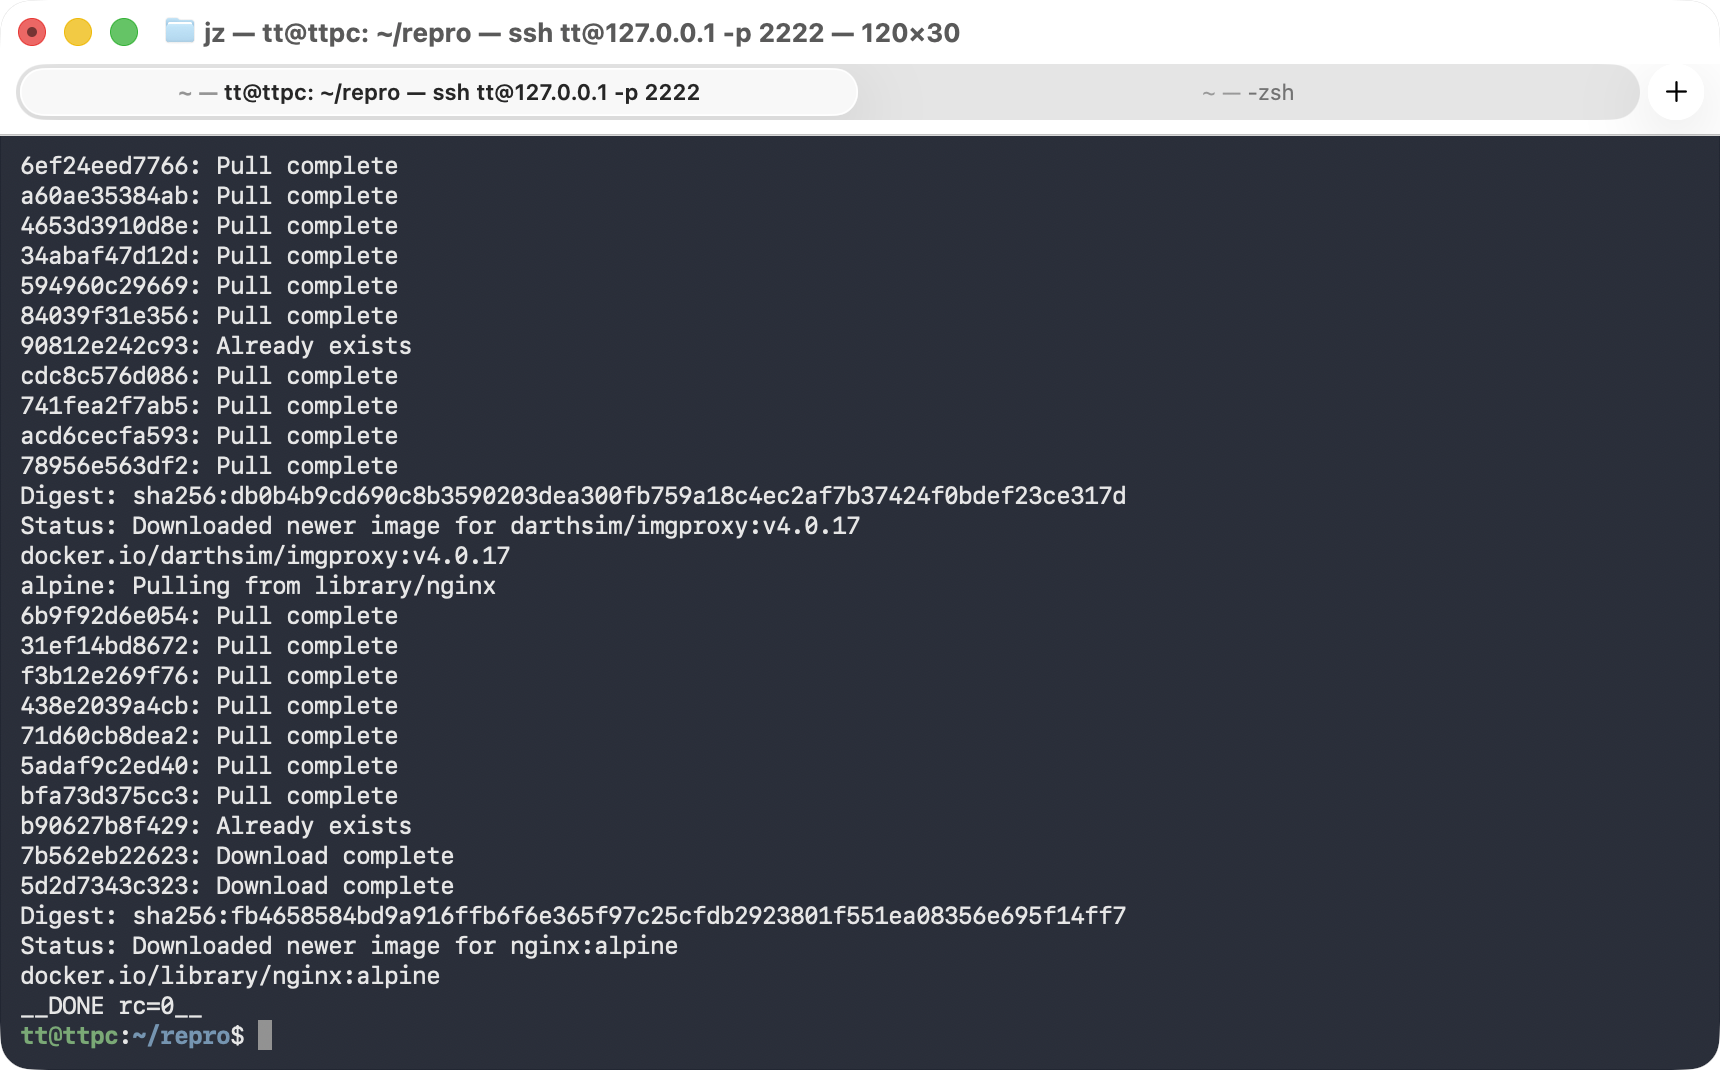 jz — tt@ttpc: ~/repro — ssh tt@127.0.0.1 -p 2222 — 120×30
~ — tt@ttpc: ~/repro — ssh tt@127.0.0.1 -p 2222
~ — -zsh
+
6ef24eed7766: Pull complete
a60ae35384ab: Pull complete
4653d3910d8e: Pull complete
34abaf47d12d: Pull complete
594960c29669: Pull complete
84039f31e356: Pull complete
90812e242c93: Already exists
cdc8c576d086: Pull complete
741fea2f7ab5: Pull complete
acd6cecfa593: Pull complete
78956e563df2: Pull complete
Digest: sha256:db0b4b9cd690c8b3590203dea300fb759a18c4ec2af7b37424f0bdef23ce317d
Status: Downloaded newer image for darthsim/imgproxy:v4.0.17
docker.io/darthsim/imgproxy:v4.0.17
alpine: Pulling from library/nginx
6b9f92d6e054: Pull complete
31ef14bd8672: Pull complete
f3b12e269f76: Pull complete
438e2039a4cb: Pull complete
71d60cb8dea2: Pull complete
5adaf9c2ed40: Pull complete
bfa73d375cc3: Pull complete
b90627b8f429: Already exists
7b562eb22623: Download complete
5d2d7343c323: Download complete
Digest: sha256:fb4658584bd9a916ffb6f6e365f97c25cfdb2923801f551ea08356e695f14ff7
Status: Downloaded newer image for nginx:alpine
docker.io/library/nginx:alpine
__DONE rc=0__
tt@ttpc:~/repro$